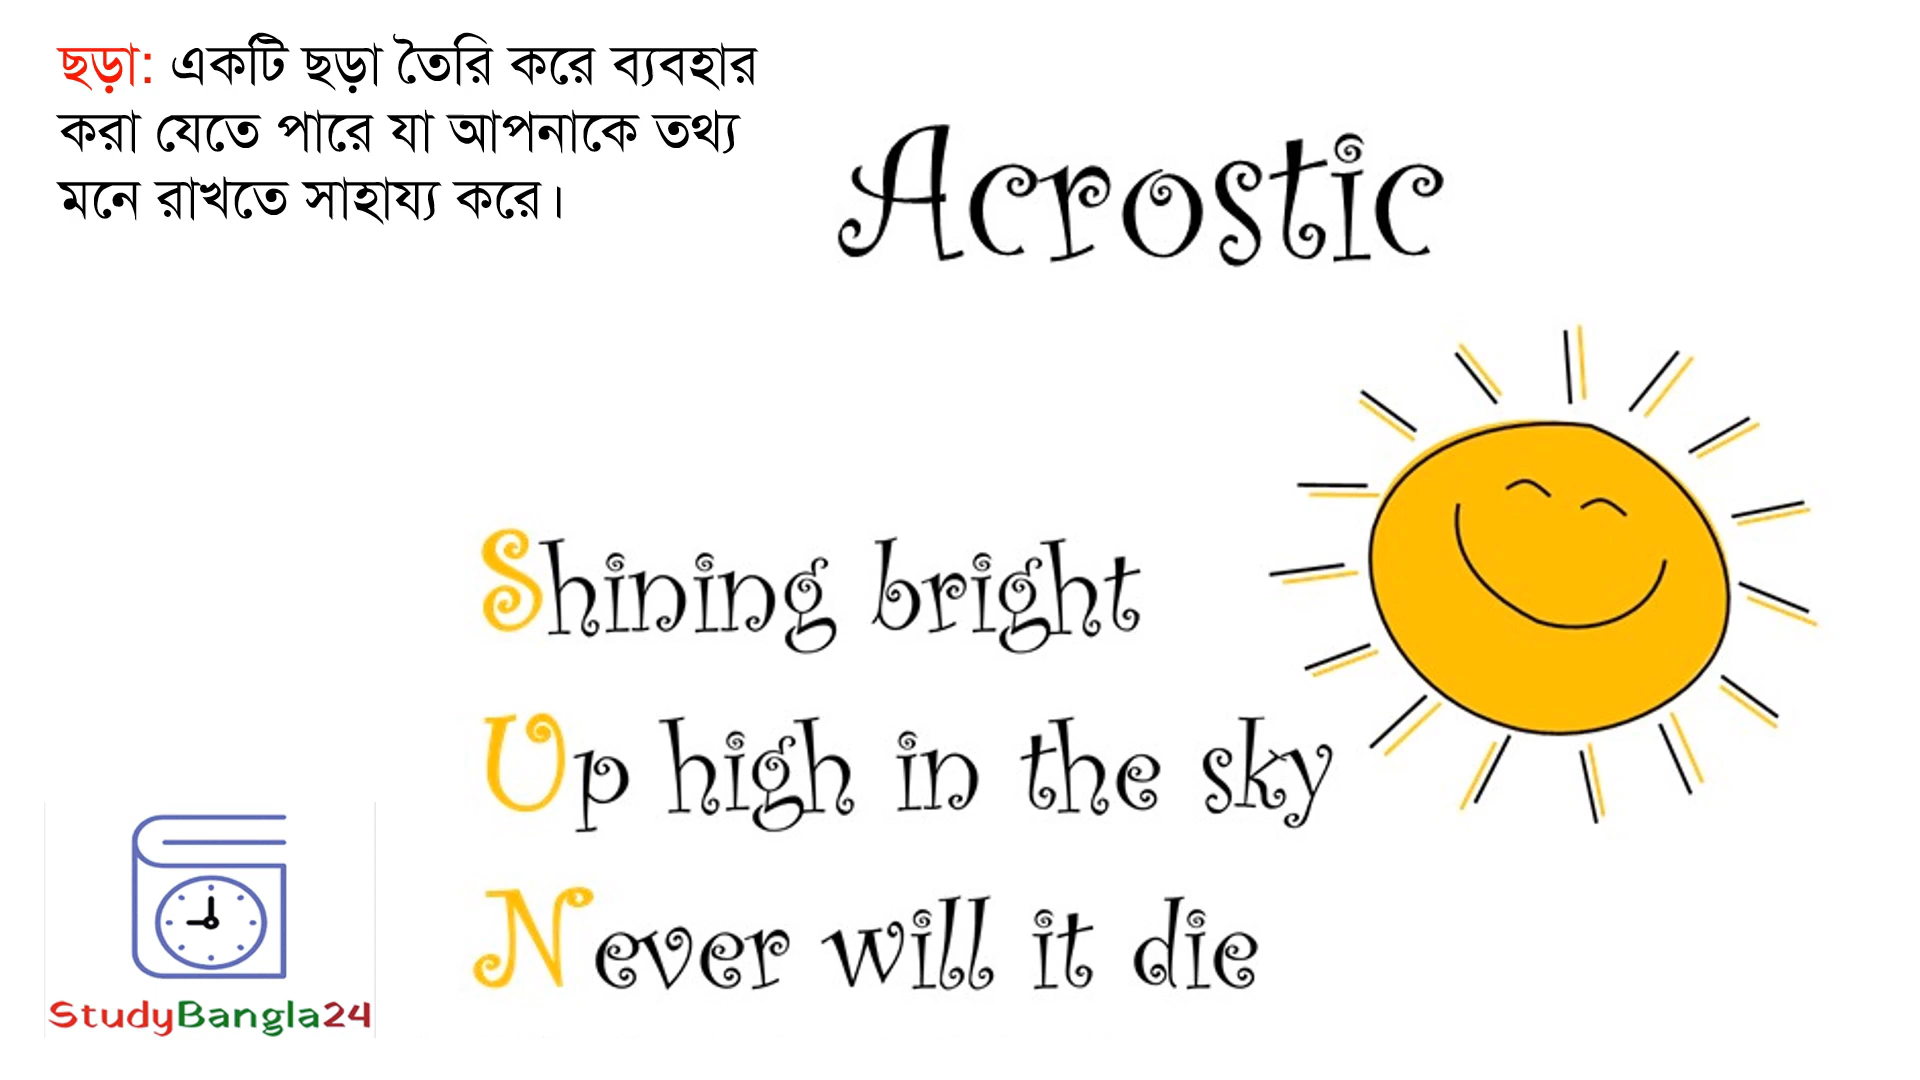 ছড়া: একটি ছড়া তৈরি করে ব্যবহার
করা যেতে পারে যা আপনাকে তথ্য
মনে রাখতে সাহায্য করে।
Acrostic
Shining bright
Up high in the sky
Never will it die
StudyBangla24